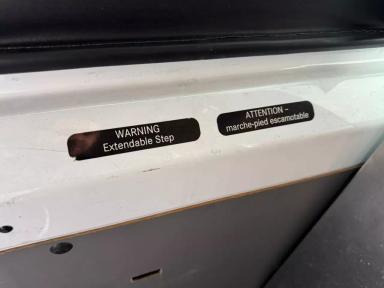 WARNING
Extendable Step
ATTENTION –
marche-pied escamotable